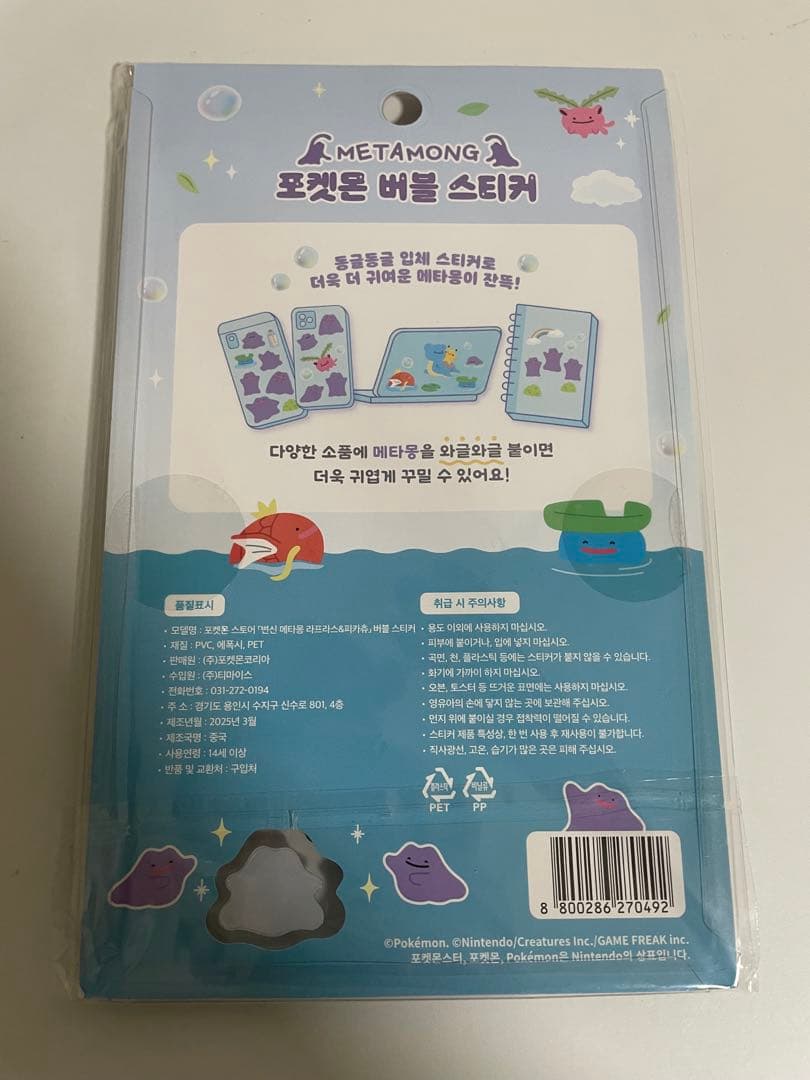 METAMONG
포켓몬 버블 스티커
동글동글 입체 스티커로
더욱 더 귀여운 메타몽이 잔뜩!
다양한 소품에 메타몽을 와글와글 붙이면
더욱 귀엽게 꾸밀 수 있어요!
품질표시
· 모델명 : 포켓몬 스토어 「변신 메타몽 라프라스&피카츄」 버블 스티커
· 재질 : PVC, 에폭시, PET
· 판매원 : (주)포켓몬코리아
· 수입원 : (주)티마이스
· 전화번호 : 031-272-0194
· 주 소 : 경기도 용인시 수지구 신수로 801, 4층
· 제조년월 : 2025년 3월
· 제조국명 : 중국
· 사용연령 : 14세 이상
· 반품 및 교환처 : 구입처
취급 시 주의사항
· 용도 이외에 사용하지 마십시오.
· 피부에 붙이거나, 입에 넣지 마십시오.
· 곡면, 천, 플라스틱 등에는 스티커가 붙지 않을 수 있습니다.
· 화기에 가까이 하지 마십시오.
· 오븐, 토스터 등 뜨거운 표면에는 사용하지 마십시오.
· 영유아의 손에 닿지 않는 곳에 보관해 주십시오.
· 먼지 위에 붙이실 경우 접착력이 떨어질 수 있습니다.
· 스티커 제품 특성상, 한 번 사용 후 재사용이 불가합니다.
· 직사광선, 고온, 습기가 많은 곳은 피해 주십시오.
플라스틱
PET
비닐류
PP
8 800286 270492
©Pokémon. ©Nintendo/Creatures Inc./GAME FREAK inc.
포켓몬스터, 포켓몬, Pokémon은 Nintendo의 상표입니다.